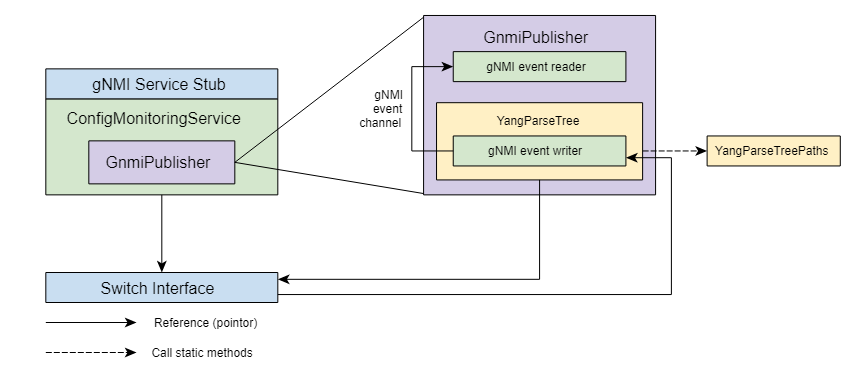 gNMI Service Stub
ConfigMonitoringService
GnmiPublisher
GnmiPublisher
gNMI event reader
gNMI
event
channel
YangParseTree
gNMI event writer
YangParseTreePaths
Switch Interface
Reference (pointor)
Call static methods